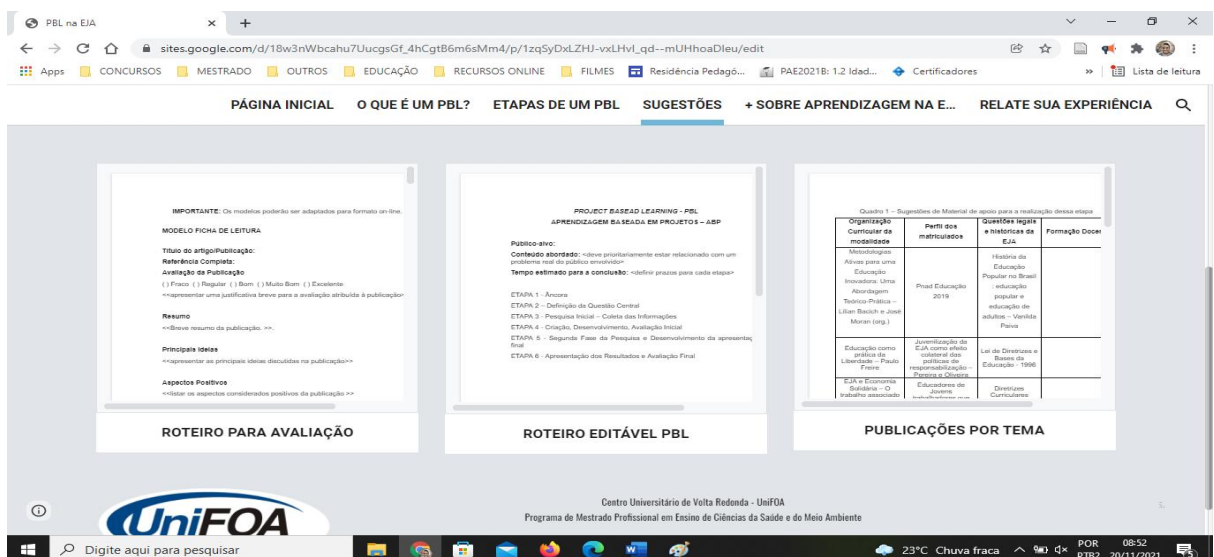 PBL na EJA
sites.google.com/d/18w3nWbcahu7UucgsGf_4hCgtB6m6sMm4/p/1zqSyDxLZHJ-vxLHvI_qd--mUHhoaDIeu/edit
Apps CONCURSOS MESTRADO OUTROS EDUCAÇÃO RECURSOS ONLINE FILMES Residência Pedagó... PAE2021B: 1.2 Idad... Certificadores » Lista de leitura
PÁGINA INICIAL O QUE É UM PBL? ETAPAS DE UM PBL SUGESTÕES + SOBRE APRENDIZAGEM NA E... RELATE SUA EXPERIÊNCIA
IMPORTANTE: Os modelos poderão ser adaptados para formato on-line.
MODELO FICHA DE LEITURA
Título do artigo/Publicação:
Referência Completa:
Avaliação da Publicação
( ) Fraco ( ) Regular ( ) Bom ( ) Muito Bom ( ) Excelente
<<apresentar uma justificativa breve para a avaliação atribuída à publicação>
Resumo
<<Breve resumo da publicação. >>.
Principais Ideias
<<apresentar as principais ideias discutidas na publicação>>
Aspectos Positivos
<<listar os aspectos considerados positivos da publicação >>
ROTEIRO PARA AVALIAÇÃO
PROJECT BASEAD LEARNING - PBL
APRENDIZAGEM BASEADA EM PROJETOS – ABP
Público-alvo:
Conteúdo abordado: <deve prioritariamente estar relacionado com um
problema real do público envolvido>
Tempo estimado para a conclusão: <definir prazos para cada etapa>
ETAPA 1 - Âncora
ETAPA 2 – Definição da Questão Central
ETAPA 3 - Pesquisa Inicial – Coleta das Informações
ETAPA 4 - Criação, Desenvolvimento, Avaliação Inicial
ETAPA 5 - Segunda Fase da Pesquisa e Desenvolvimento da apresentaç
final
ETAPA 6 - Apresentação dos Resultados e Avaliação Final
ROTEIRO EDITÁVEL PBL
Quadro 1 – Sugestões de Material de apoio para a realização dessa etapa
Organização
Curricular da
modalidade
Perfil dos
matriculados
Questões legais
e históricas da
EJA
Formação Docen
Metodologias
Ativas para uma
Educação
Inovadora: Uma
Abordagem
Teórico-Prática –
Lilian Bacich e José
Moran (org.)
Pnad Educação
2019
História da
Educação
Popular no Brasil
: educação
popular e
educação de
adultos – Vanilda
Paiva
Educação como
prática da
Liberdade – Paulo
Freire
Juvenilização da
EJA como efeito
colateral das
políticas de
responsabilização –
Pereira e Oliveira
Lei de Diretrizes e
Bases da
Educação - 1996
EJA e Economia
Solidária – O
trabalho associado
Educadores de
Jovens
trabalhadores que
Diretrizes
Curriculares
PUBLICAÇÕES POR TEMA
UniFOA
Centro Universitário de Volta Redonda - UniFOA
Programa de Mestrado Profissional em Ensino de Ciências da Saúde e do Meio Ambiente
Digite aqui para pesquisar
23°C Chuva fraca
POR
PTB2
08:52
20/11/2021